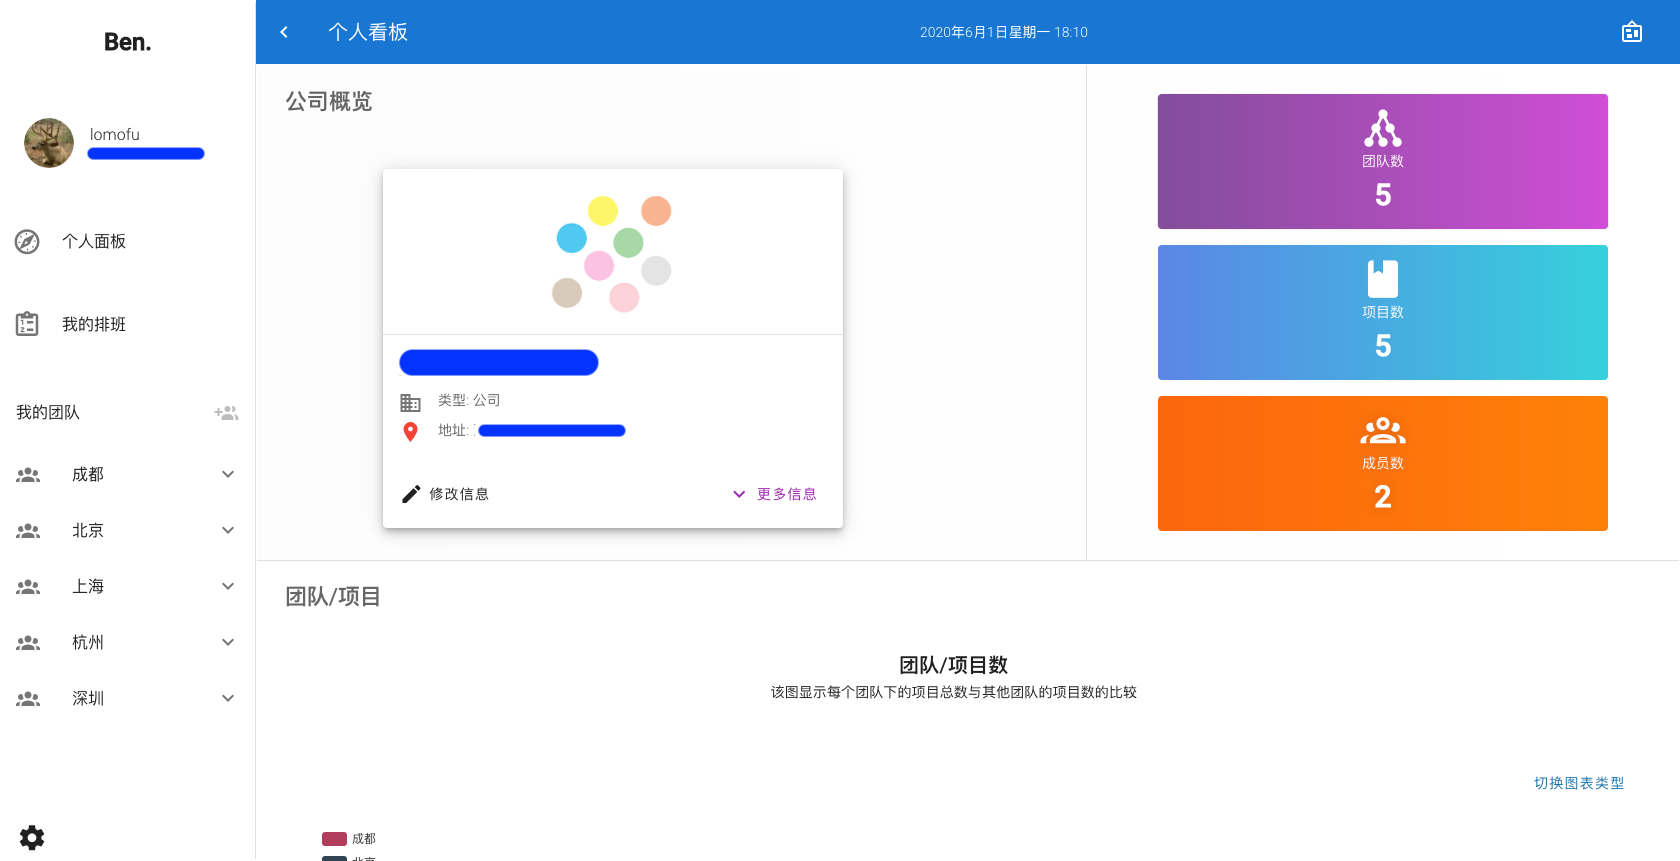 Ben.
lomofu
个人面板
我的排班
我的团队
成都
北京
上海
杭州
深圳
个人看板
2020年6月1日星期一 18:10
公司概览
类型: 公司
地址:
修改信息
更多信息
团队数
5
项目数
5
成员数
2
团队/项目
团队/项目数
该图显示每个团队下的项目总数与其他团队的项目数的比较
切换图表类型
成都